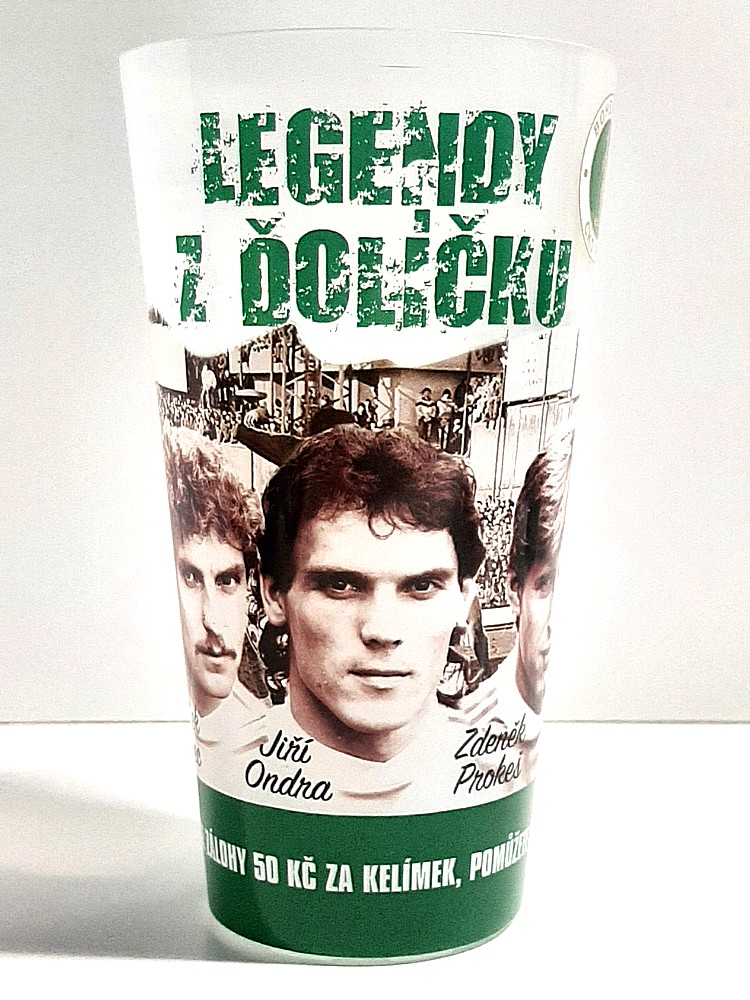 LEGENDY
Z ĎOLÍČKU
Jiří
Ondra
Zdeněk
Prokeš
ZÁLOHY 50 KČ ZA KELÍMEK, POMŮŽE